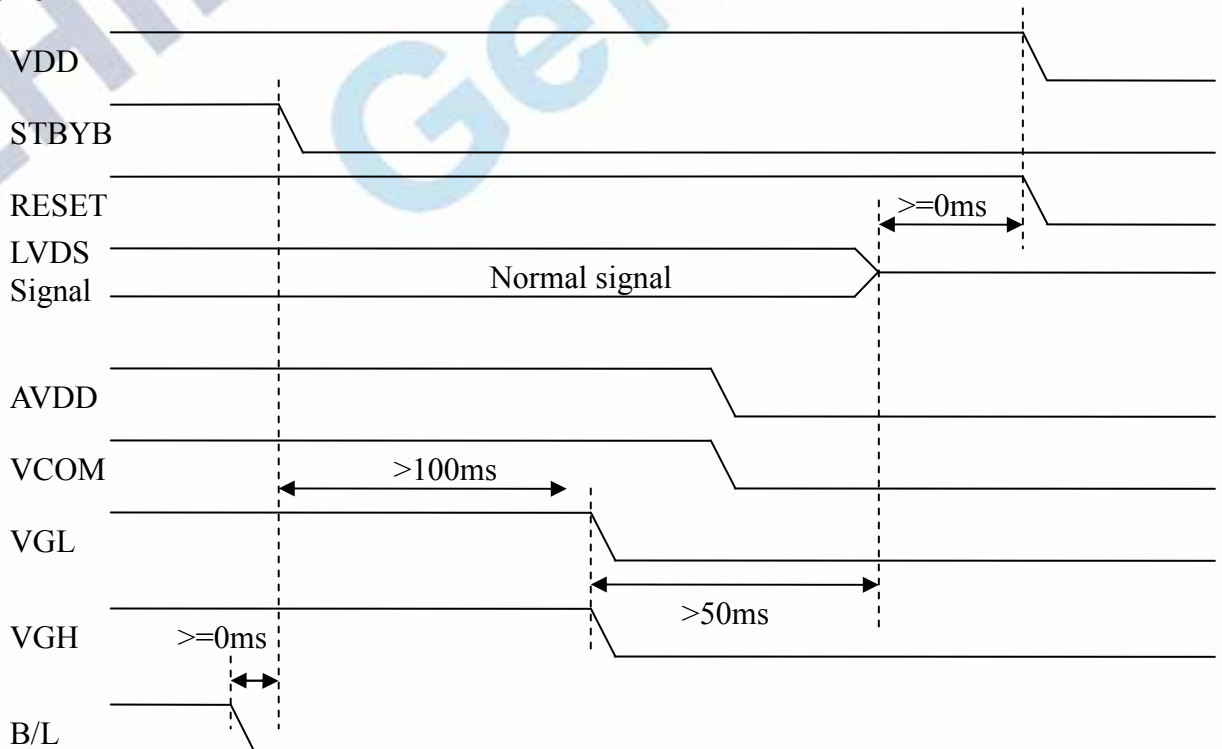 VDD
STBYB
RESET
>=0ms
LVDS
Signal
Normal signal
AVDD
VCOM
>100ms
VGL
>50ms
VGH
>=0ms
B/L